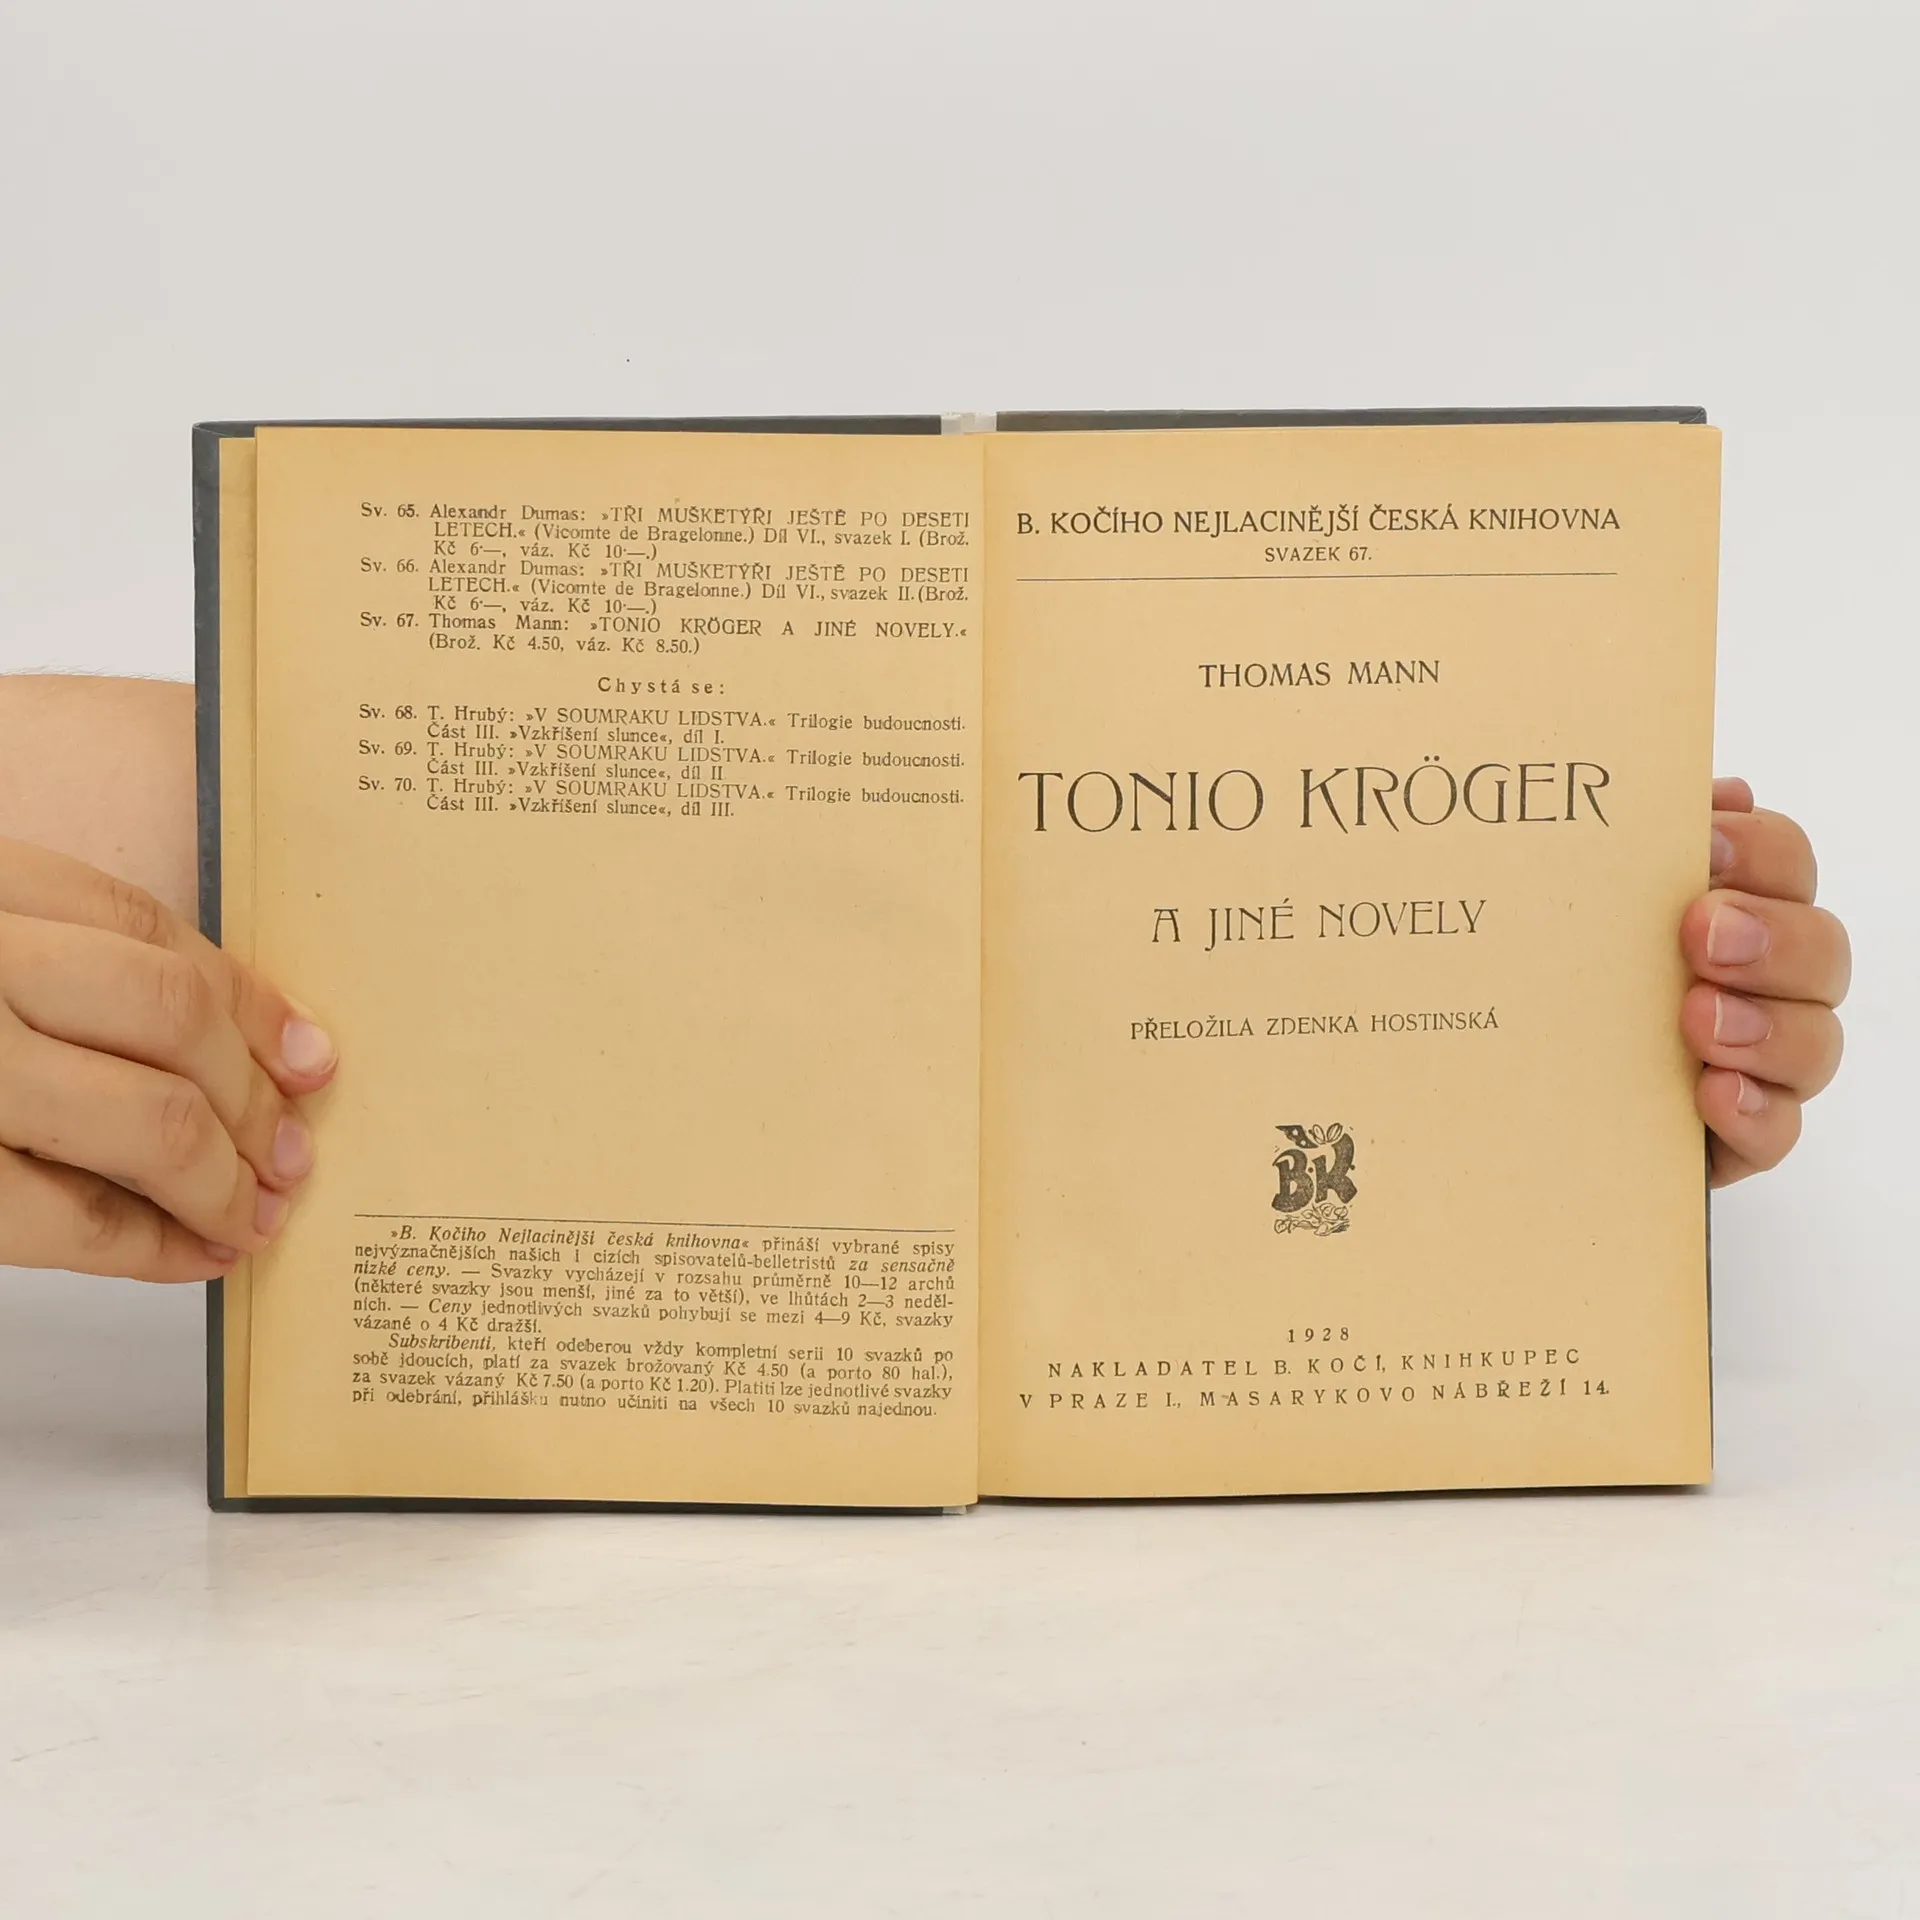 Sv. 65. Alexandr Dumas: »TŘI MUŠKETÝŘI JEŠTĚ PO DESETI
LETECH.« (Vicomte de Bragelonne.) Díl VI., svazek I. (Brož.
Kč 6·—, váz. Kč 10·—.)
Sv. 66. Alexandr Dumas: »TŘI MUŠKETÝŘI JEŠTĚ PO DESETI
LETECH.« (Vicomte de Bragelonne.) Díl VI., svazek II. (Brož.
Kč 6·—, váz. Kč 10·—.)
Sv. 67. Thomas Mann: »TONIO KRÖGER A JINÉ NOVELY.«
(Brož. Kč 4.50, váz. Kč 8.50.)
Chystá se:
Sv. 68. T. Hrubý: »V SOUMRAKU LIDSTVA.« Trilogie budoucnosti.
Část III. »Vzkříšení slunce«, díl I.
Sv. 69. T. Hrubý: »V SOUMRAKU LIDSTVA.« Trilogie budoucnosti.
Část III. »Vzkříšení slunce«, díl II
Sv. 70. T. Hrubý: »V SOUMRAKU LIDSTVA.« Trilogie budoucnosti.
Část III. »Vzkříšení slunce«, díl III.
»B. Kočího Nejlacinější česká knihovna« přináší vybrané spisy
nejvýznačnějších našich i cizích spisovatelů-belletristů za sensačně
nízké ceny. — Svazky vycházejí v rozsahu průměrně 10—12 archů
(některé svazky jsou menší, jiné za to větší), ve lhůtách 2—3 neděl-
ních. — Ceny jednotlivých svazků pohybují se mezi 4—9 Kč, svazky
vázané o 4 Kč dražší.
Subskribenti, kteří odeberou vždy kompletní serii 10 svazků po
sobě jdoucích, platí za svazek brožovaný Kč 4.50 (a porto 80 hal.),
za svazek vázaný Kč 7.50 (a porto Kč 1.20). Platiti lze jednotlivé svazky
při odebrání, přihlášku nutno učiniti na všech 10 svazků najednou.
B. KOČÍHO NEJLACINĚJŠÍ ČESKÁ KNIHOVNA
SVAZEK 67.
THOMAS MANN
TONIO KRÖGER
A JINÉ NOVELY
PŘELOŽILA ZDENKA HOSTINSKÁ
B.K.
1928
NAKLADATEL B. KOČÍ, KNIHKUPEC
V PRAZE I., MASARYKOVO NÁBŘEŽÍ 14.